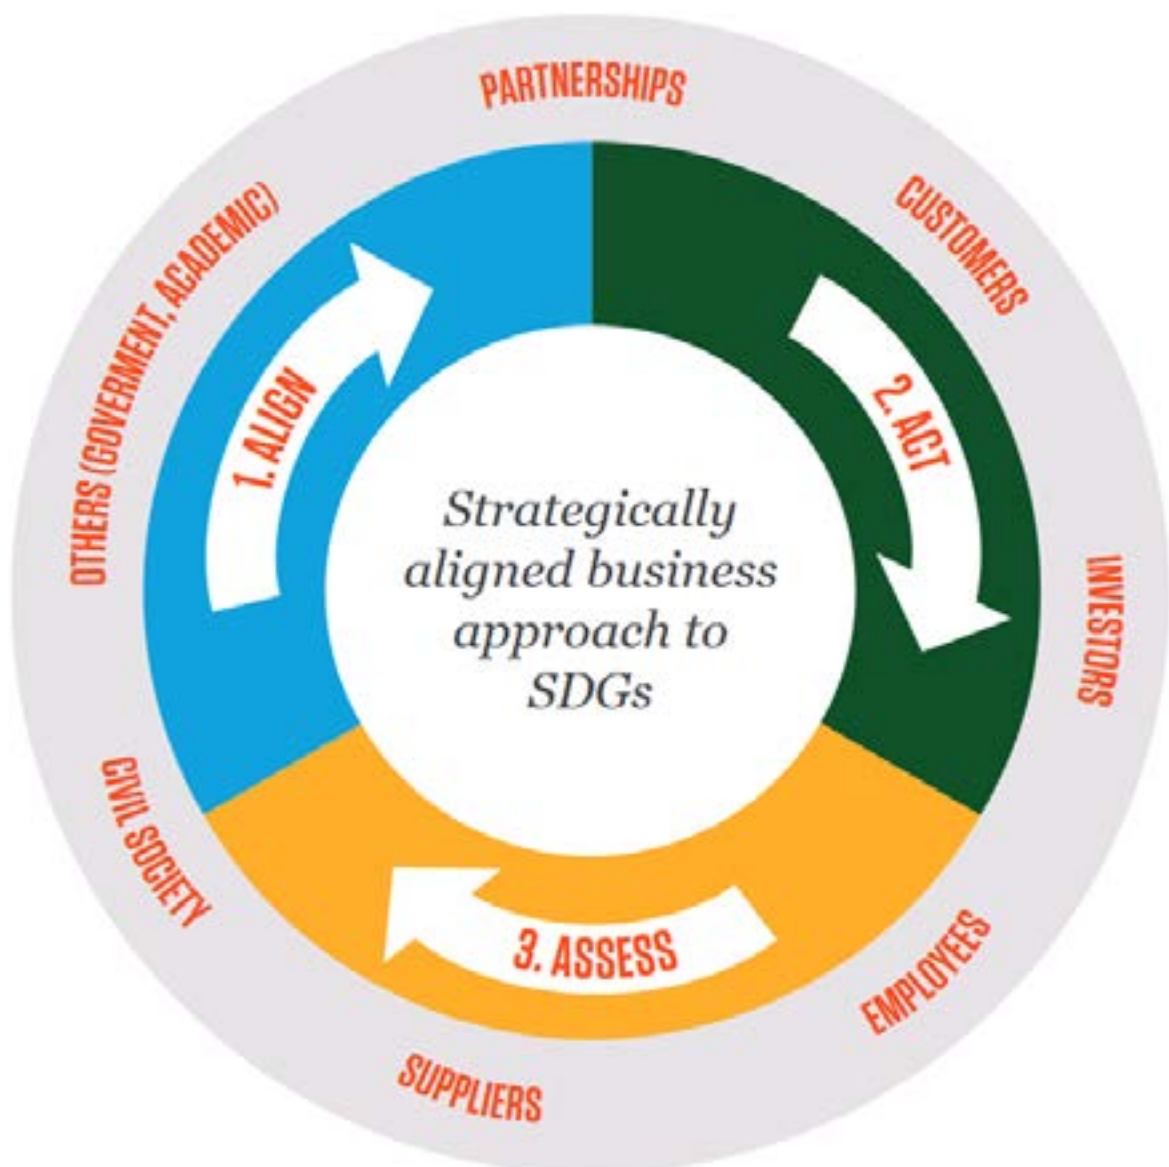 PARTNERSHIPS
CUSTOMERS
INVESTORS
EMPLOYEES
SUPPLIERS
CIVIL SOCIETY
OTHERS (GOVERMENT, ACADEMIC)
1. ALIGN
2. ACT
3. ASSESS
Strategically
aligned business
approach to
SDGs